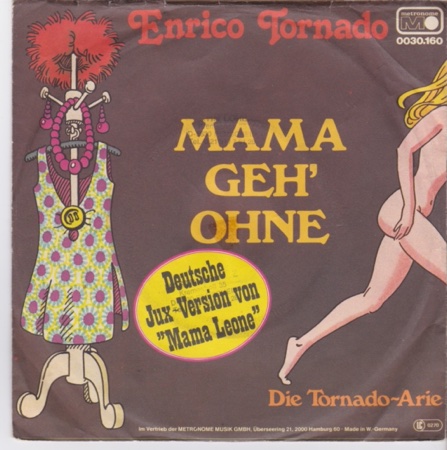 Enrico Tornado
metronome
0030.160
MAMA
GEH'
OHNE
Deutsche
Jux-Version von
"Mama Leone"
Die Tornado-Arie
Im Vertrieb der METRONOME MUSIK GMBH, Überseering 21, 2000 Hamburg 60 · Made in W. Germany